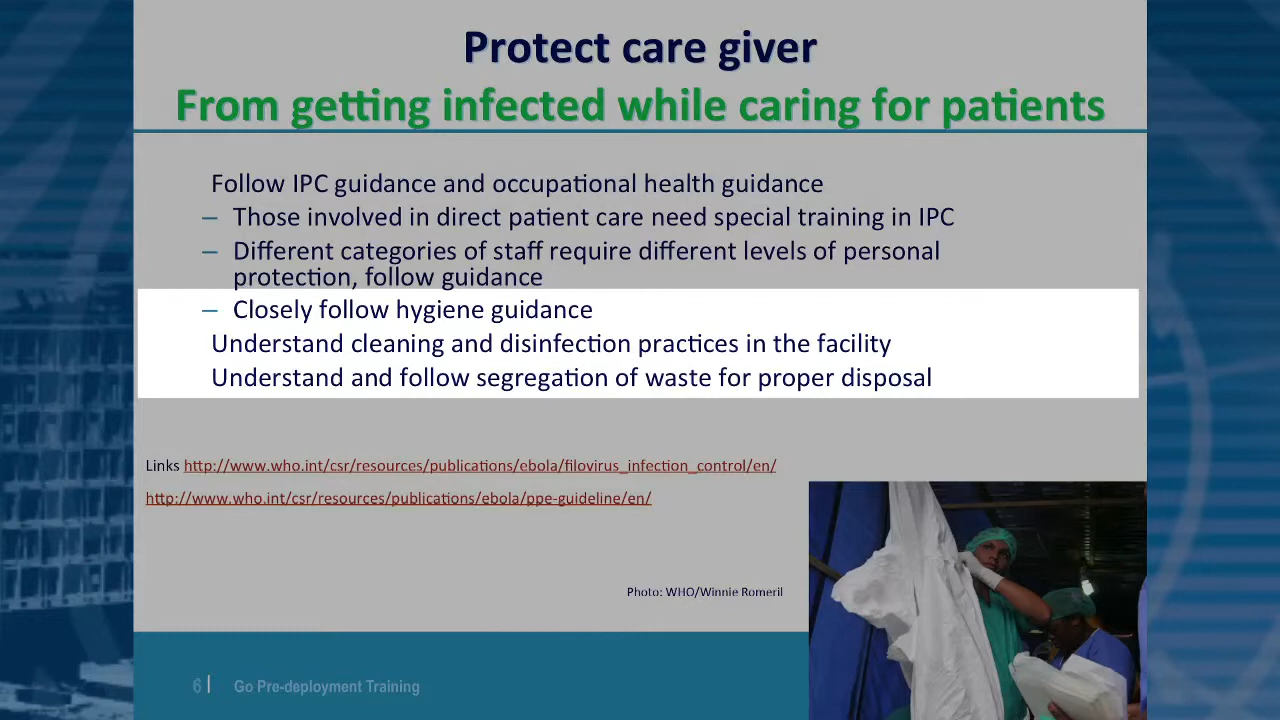 Protect care giver
From getting infected while caring for patients
Follow IPC guidance and occupational health guidance
– Those involved in direct patient care need special training in IPC
– Different categories of staff require different levels of personal
protection, follow guidance
– Closely follow hygiene guidance
Understand cleaning and disinfection practices in the facility
Understand and follow segregation of waste for proper disposal
Links http://www.who.int/csr/resources/publications/ebola/filovirus_infection_control/en/
http://www.who.int/csr/resources/publications/ebola/ppe-guideline/en/
Photo: WHO/Winnie Romeril
6 | Go Pre-deployment Training